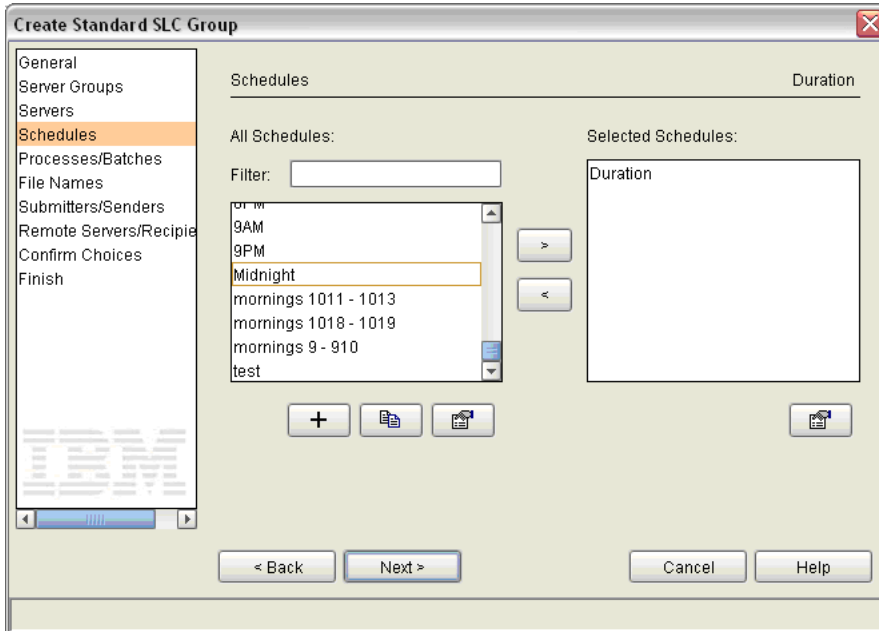 Create Standard SLC Group
General
Server Groups
Servers
Schedules
Processes/Batches
File Names
Submitters/Senders
Remote Servers/Recipie
Confirm Choices
Finish
IBM
Schedules
Duration
All Schedules:
Filter:
9AM
9PM
Midnight
mornings 1011 - 1013
mornings 1018 - 1019
mornings 9 - 910
test
>
<
Selected Schedules:
Duration
< Back
Next >
Cancel
Help